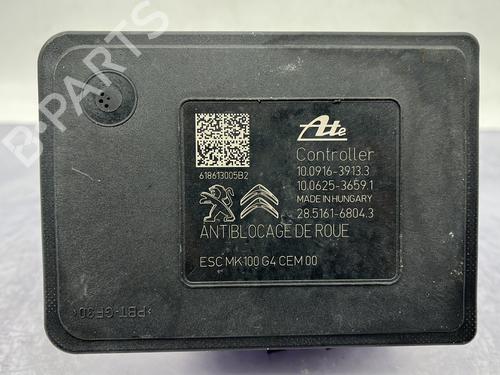 B-PARTS
Ate
Controller
10.0916-3913.3
10.0625-3659.1
MADE IN HUNGARY
28.5161-6804.3
618613005B2
ANTIBLOCAGE DE ROUE
ESC MK100 G4 CEM 00
>PBT-GF30<